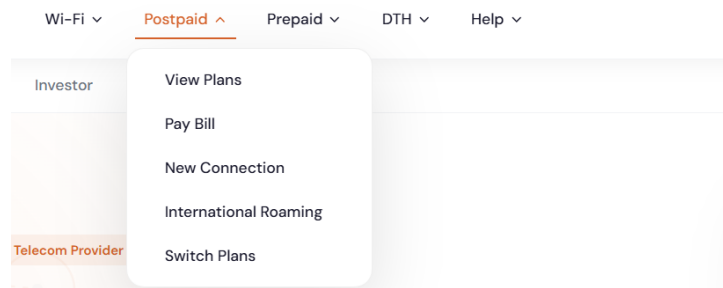 Wi-Fi Postpaid Prepaid DTH Help
Investor
View Plans
Pay Bill
New Connection
International Roaming
Switch Plans
Telecom Provider